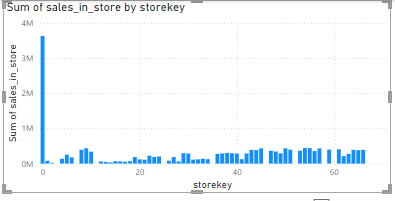 Sum of sales_in_store by storekey
4M
3M
2M
1M
0M
Sum of sales_in_store
0
20
40
60
storekey